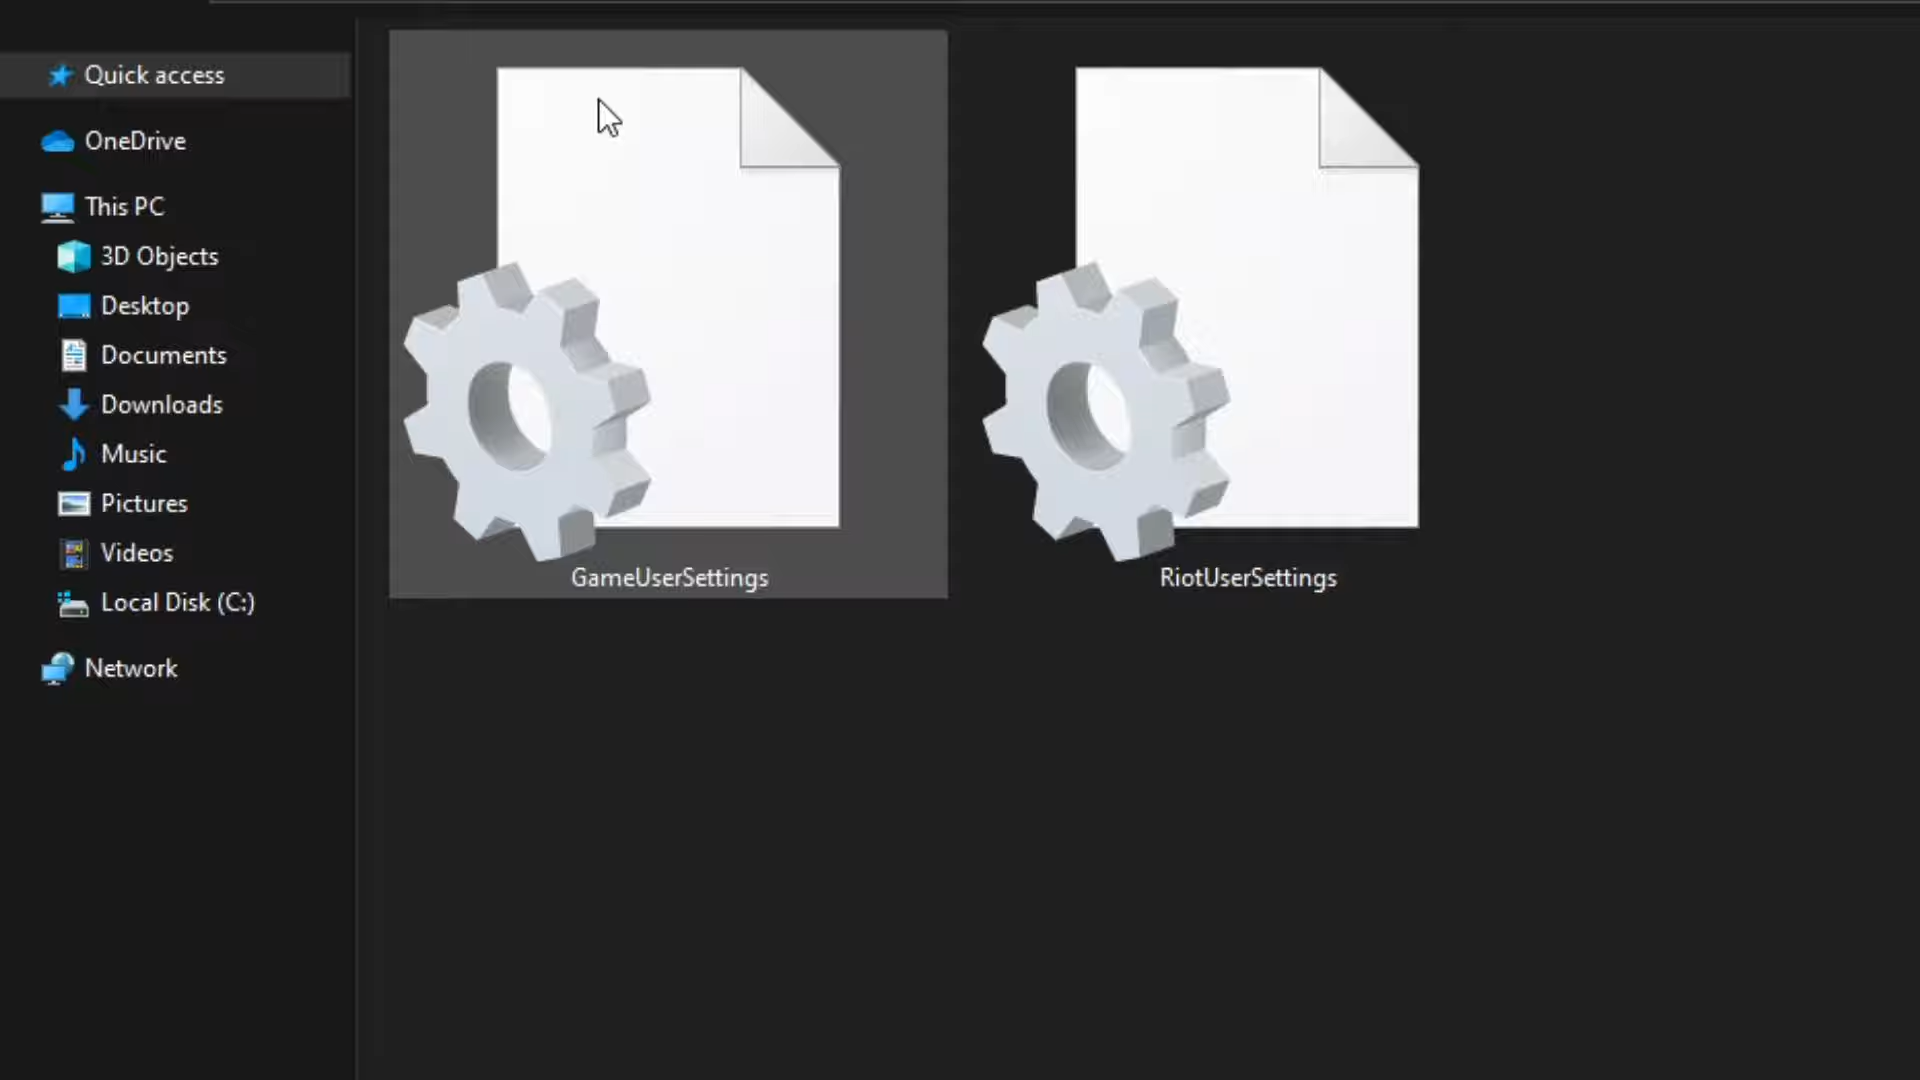 Quick access
OneDrive
This PC
3D Objects
Desktop
Documents
Downloads
Music
Pictures
Videos
Local Disk (C:)
Network
GameUserSettings
RiotUserSettings